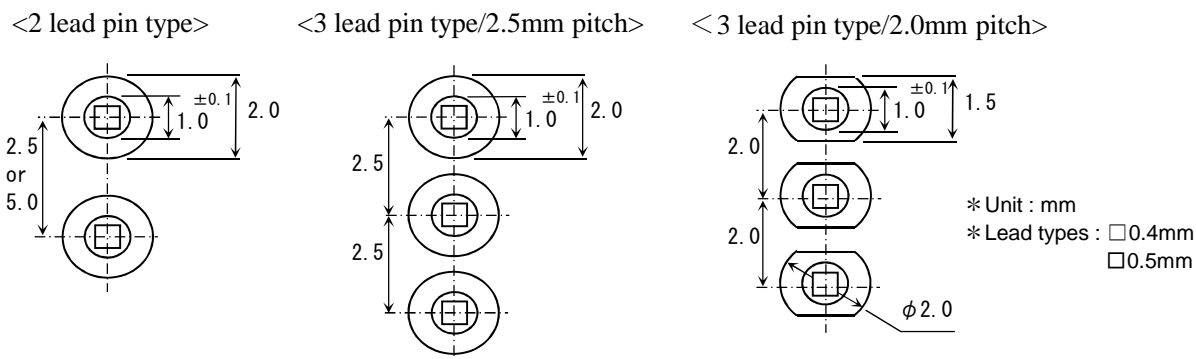 <2 lead pin type>
<3 lead pin type/2.5mm pitch>
＜3 lead pin type/2.0mm pitch>
±0.1
1.0
2.0
2.5
or
5.0
±0.1
1.0
2.0
2.5
2.5
±0.1
1.0
1.5
2.0
2.0
φ2.0
＊Unit : mm
＊Lead types : □0.4mm
□0.5mm